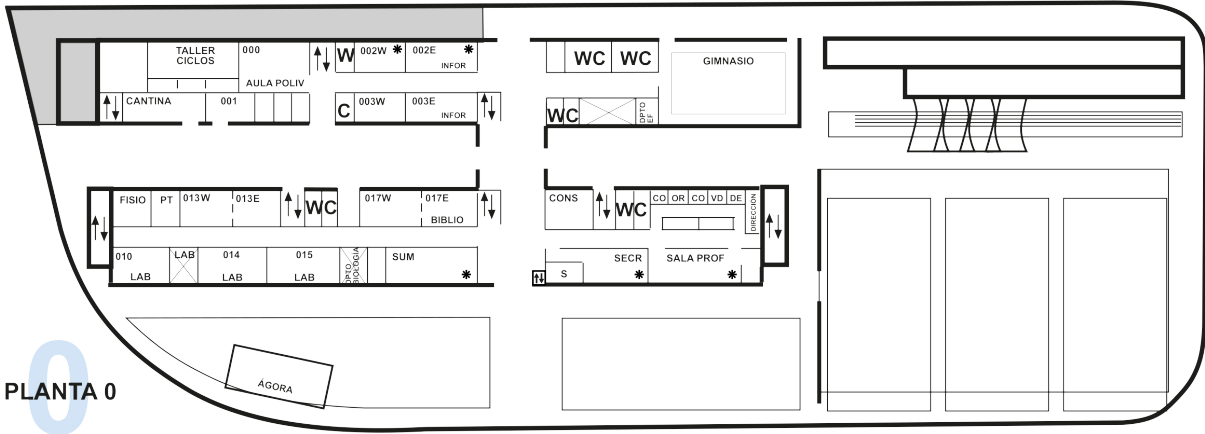 TALLER
CICLOS
000
AULA POLIV
W
002W *
002E *
INFOR
WC
WC
GIMNASIO
CANTINA
001
C
003W
003E
INFOR
WC
DPTO
EF
FISIO
PT
013W
013E
WC
017W
017E
BIBLIO
CONS
WC
CO
OR
CO
VD
DE
DIRECCION
010
LAB
LAB
014
LAB
015
LAB
DPTO
BIOLOGIA
SUM
*
S
SECR
*
SALA PROF
*
ÁGORA
0
PLANTA 0